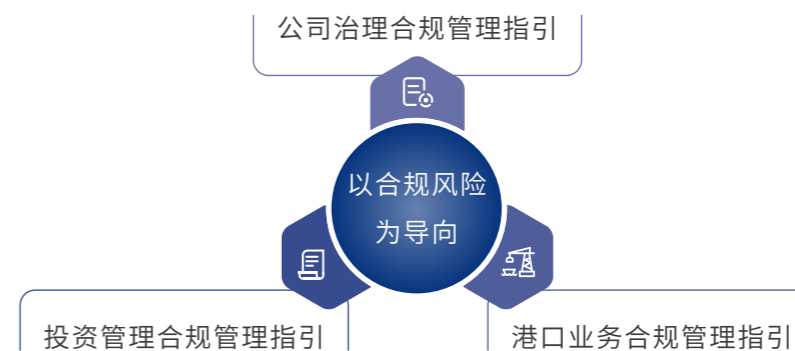 公司治理合规管理指引
以合规风险
为导向
投资管理合规管理指引
港口业务合规管理指引